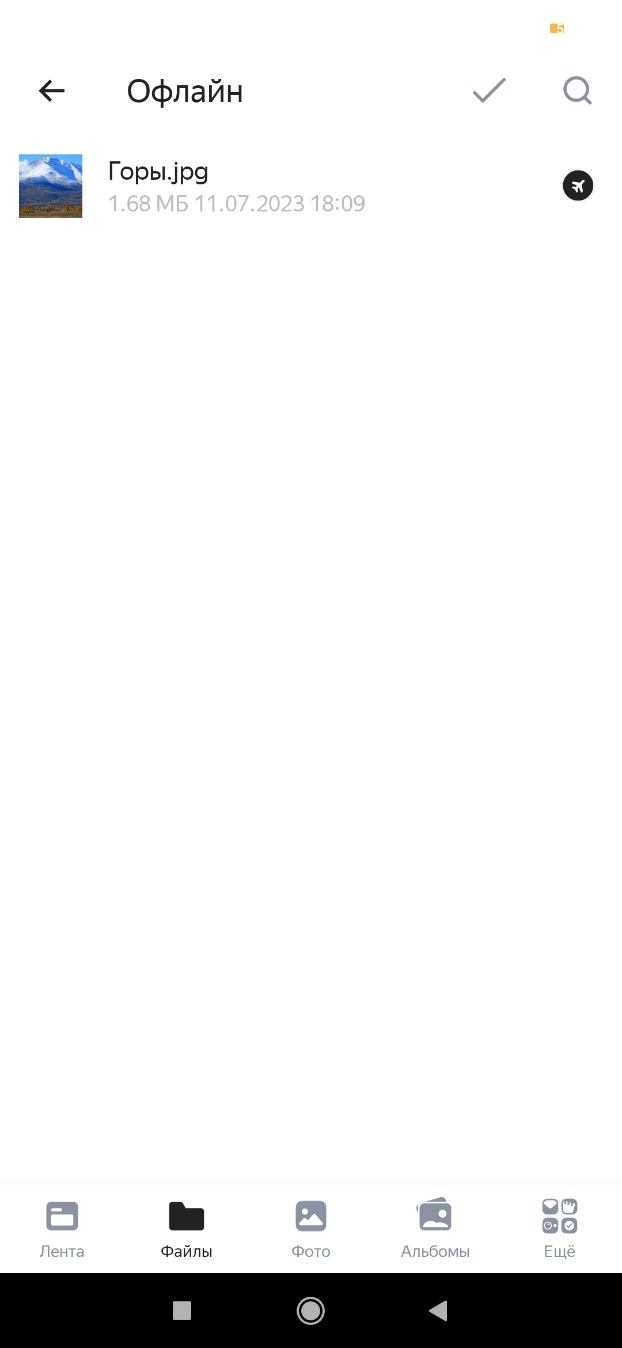 Офлайн
Горы.jpg
1.68 МБ 11.07.2023 18:09
Лента
Файлы
Фото
Альбомы
Ещё